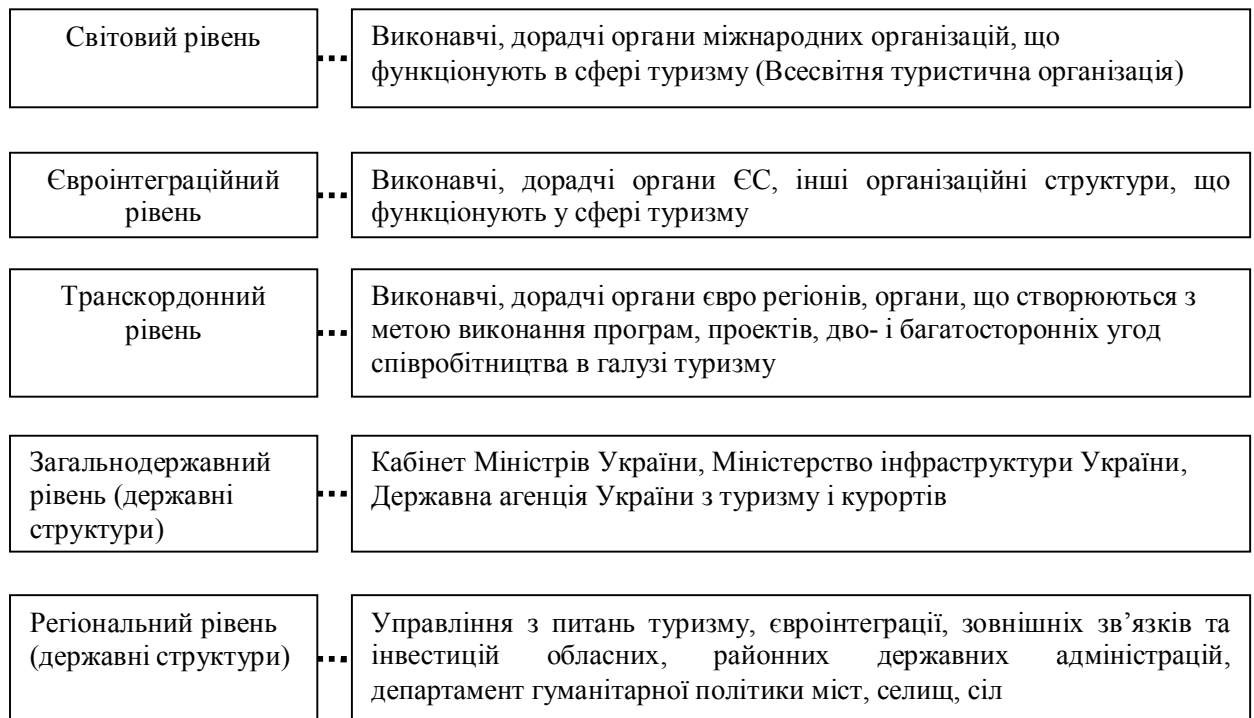 Світовий рівень
Виконавчі, дорадчі органи міжнародних організацій, що
функціонують в сфері туризму (Всесвітня туристична організація)
Євроінтеграційний
рівень
Виконавчі, дорадчі органи ЄС, інші організаційні структури, що
функціонують у сфері туризму
Транскордонний
рівень
Виконавчі, дорадчі органи євро регіонів, органи, що створюються з
метою виконання програм, проектів, дво- і багатосторонніх угод
співробітництва в галузі туризму
Загальнодержавний
рівень (державні
структури)
Кабінет Міністрів України, Міністерство інфраструктури України,
Державна агенція України з туризму і курортів
Регіональний рівень
(державні структури)
Управління з питань туризму, євроінтеграції, зовнішніх зв’язків та
інвестицій обласних, районних державних адміністрацій,
департамент гуманітарної політики міст, селищ, сіл